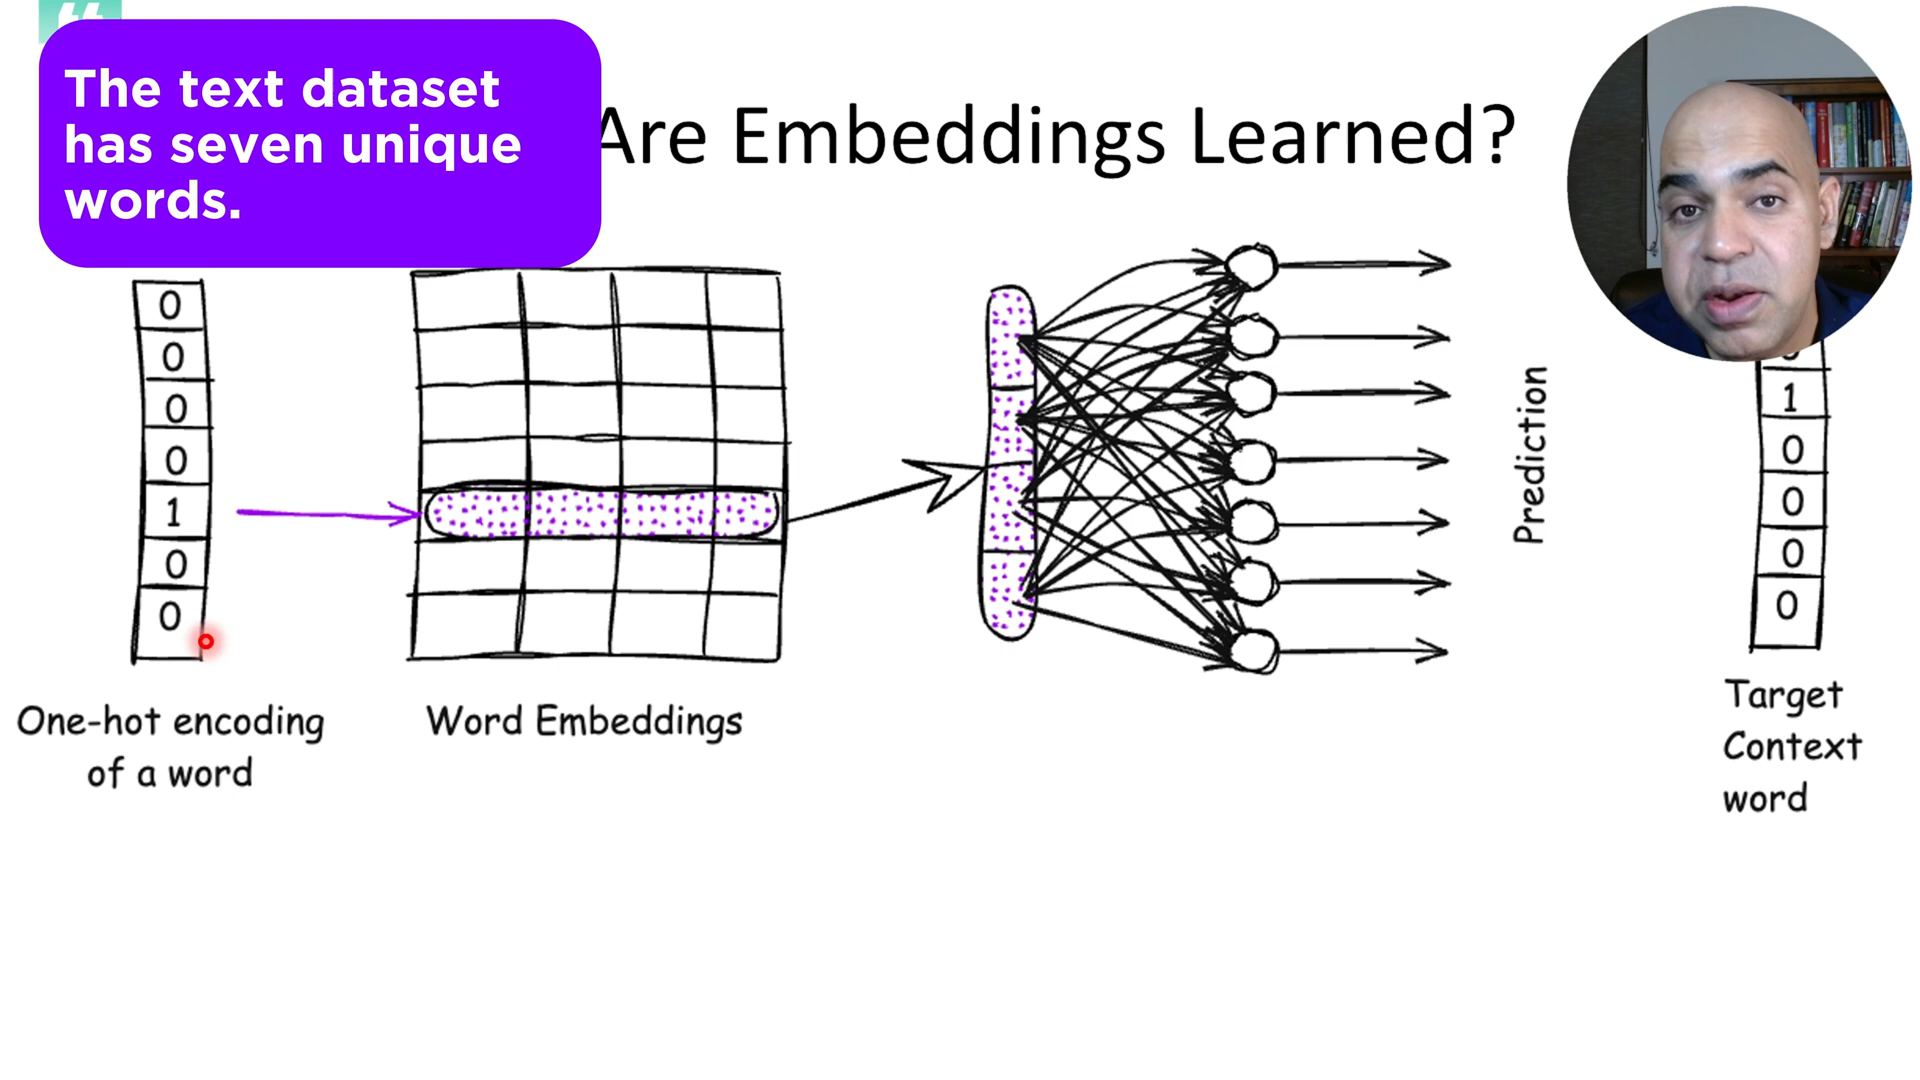 The text dataset
has seven unique
words.
Are Embeddings Learned?
0
0
0
0
1
0
0
One-hot encoding
of a word
Word Embeddings
Prediction
1
0
0
0
0
Target
Context
word